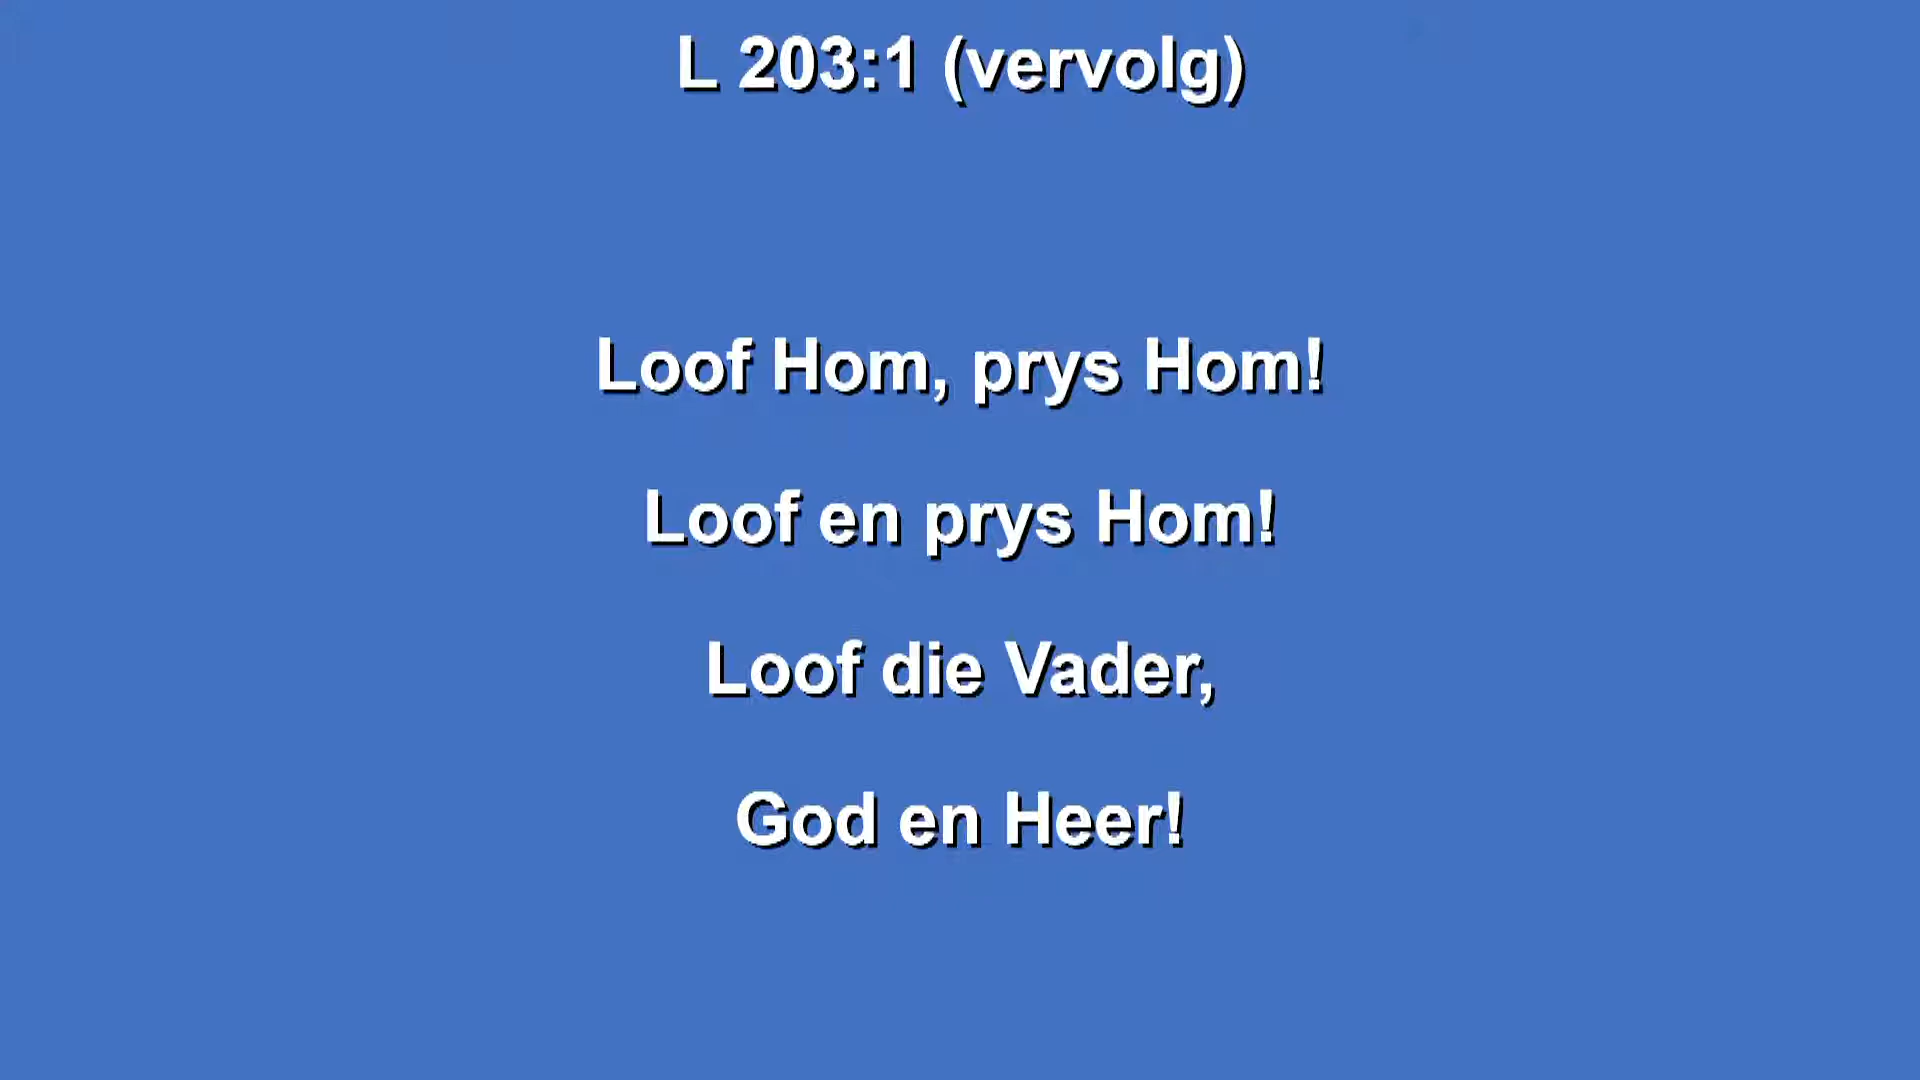 L 203:1 (vervolg)
Loof Hom, prys Hom!
Loof en prys Hom!
Loof die Vader,
God en Heer!